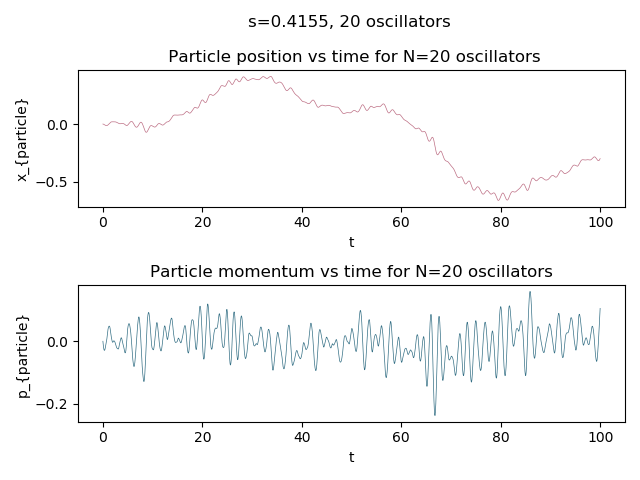 s=0.4155, 20 oscillators
Particle position vs time for N=20 oscillators
x_{particle}
0.0
−0.5
0 20 40 60 80 100
t
Particle momentum vs time for N=20 oscillators
p_{particle}
0.0
−0.2
0 20 40 60 80 100
t